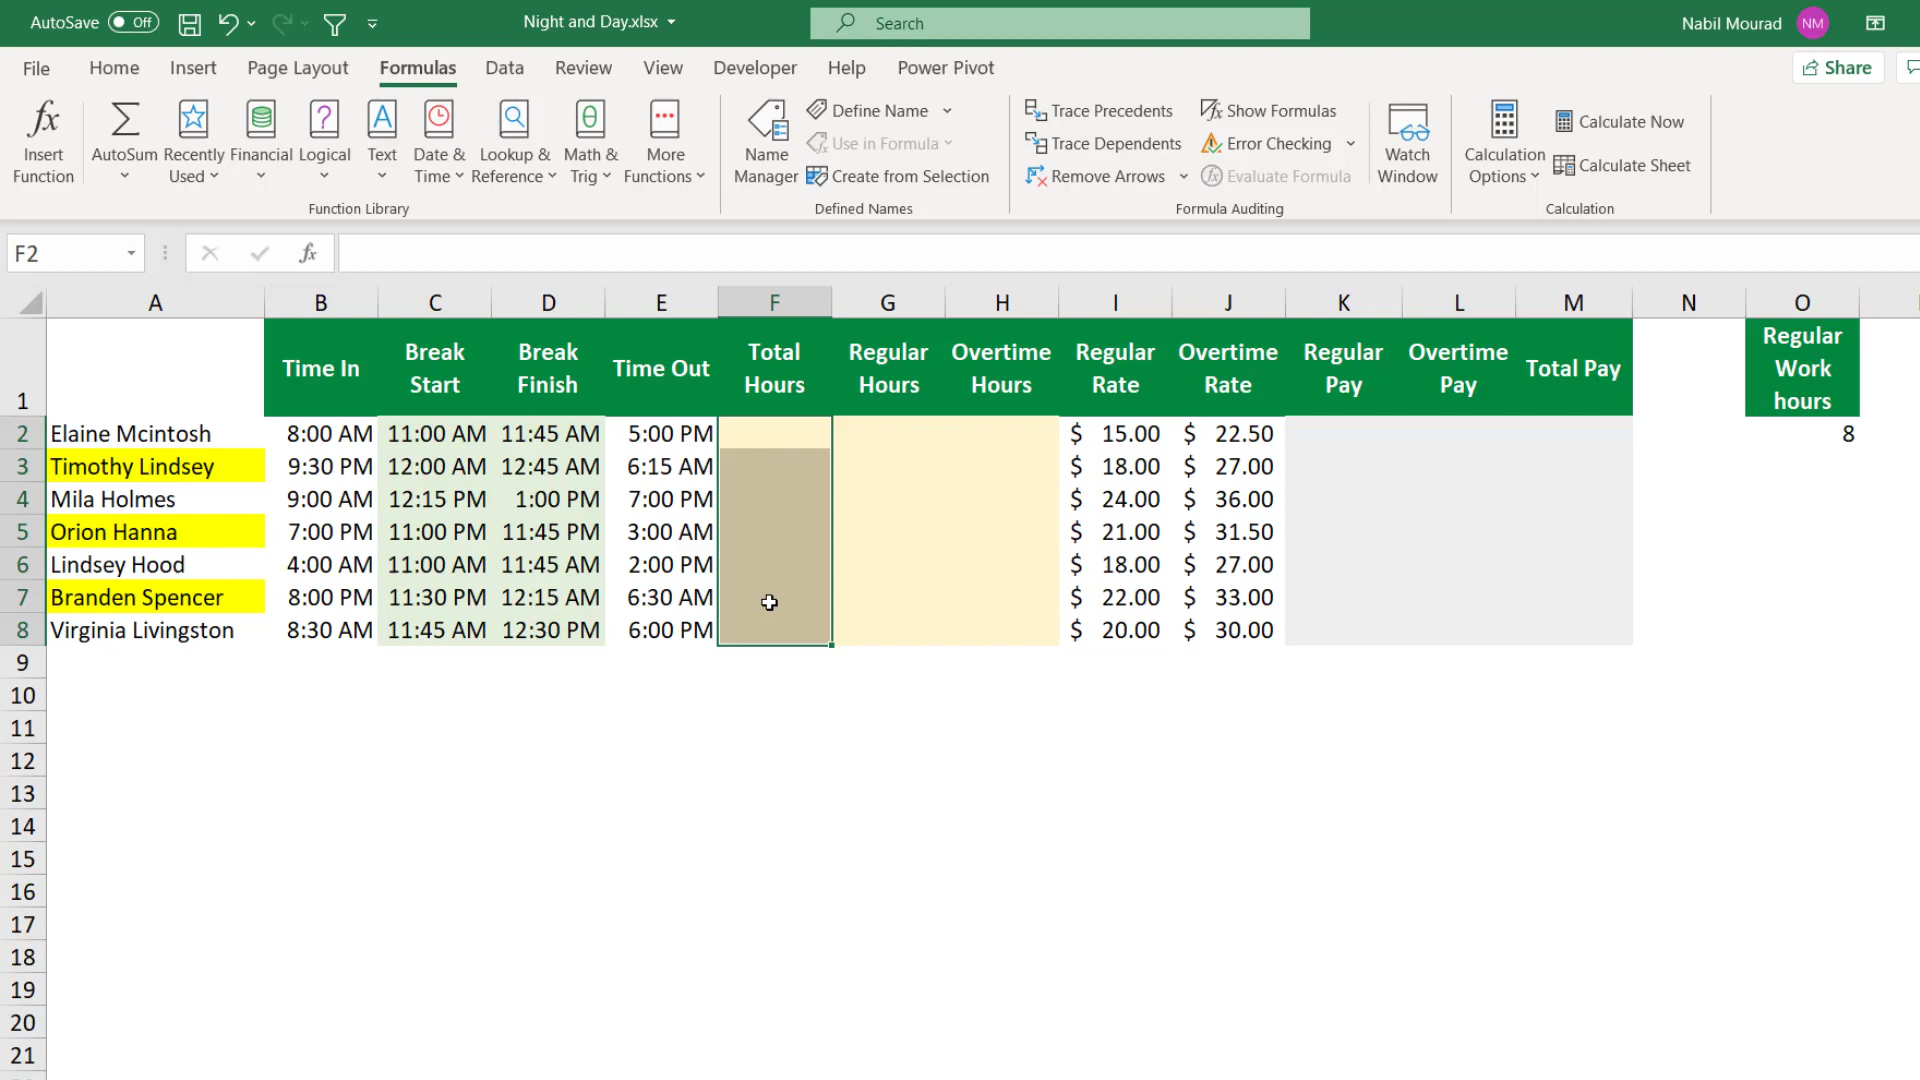 AutoSave Off Night and Day.xlsx Search Nabil Mourad NM
File Home Insert Page Layout Formulas Data Review View Developer Help Power Pivot Share
fx Insert Function
AutoSum
Recently Used
Financial
Logical
Text
Date & Time
Lookup & Reference
Math & Trig
More Functions
Function Library
Name Manager
Define Name
Use in Formula
Create from Selection
Defined Names
Trace Precedents
Trace Dependents
Remove Arrows
Show Formulas
Error Checking
Evaluate Formula
Formula Auditing
Watch Window
Calculation Options
Calculate Now
Calculate Sheet
Calculation
F2 fx
A B C D E F G H I J K L M N O
1 Time In Break Start Break Finish Time Out Total Hours Regular Hours Overtime Hours Regular Rate Overtime Rate Regular Pay Overtime Pay Total Pay Regular Work hours
2 Elaine Mcintosh 8:00 AM 11:00 AM 11:45 AM 5:00 PM $ 15.00 $ 22.50 8
3 Timothy Lindsey 9:30 PM 12:00 AM 12:45 AM 6:15 AM $ 18.00 $ 27.00
4 Mila Holmes 9:00 AM 12:15 PM 1:00 PM 7:00 PM $ 24.00 $ 36.00
5 Orion Hanna 7:00 PM 11:00 PM 11:45 PM 3:00 AM $ 21.00 $ 31.50
6 Lindsey Hood 4:00 AM 11:00 AM 11:45 AM 2:00 PM $ 18.00 $ 27.00
7 Branden Spencer 8:00 PM 11:30 PM 12:15 AM 6:30 AM $ 22.00 $ 33.00
8 Virginia Livingston 8:30 AM 11:45 AM 12:30 PM 6:00 PM $ 20.00 $ 30.00
9
10
11
12
13
14
15
16
17
18
19
20
21